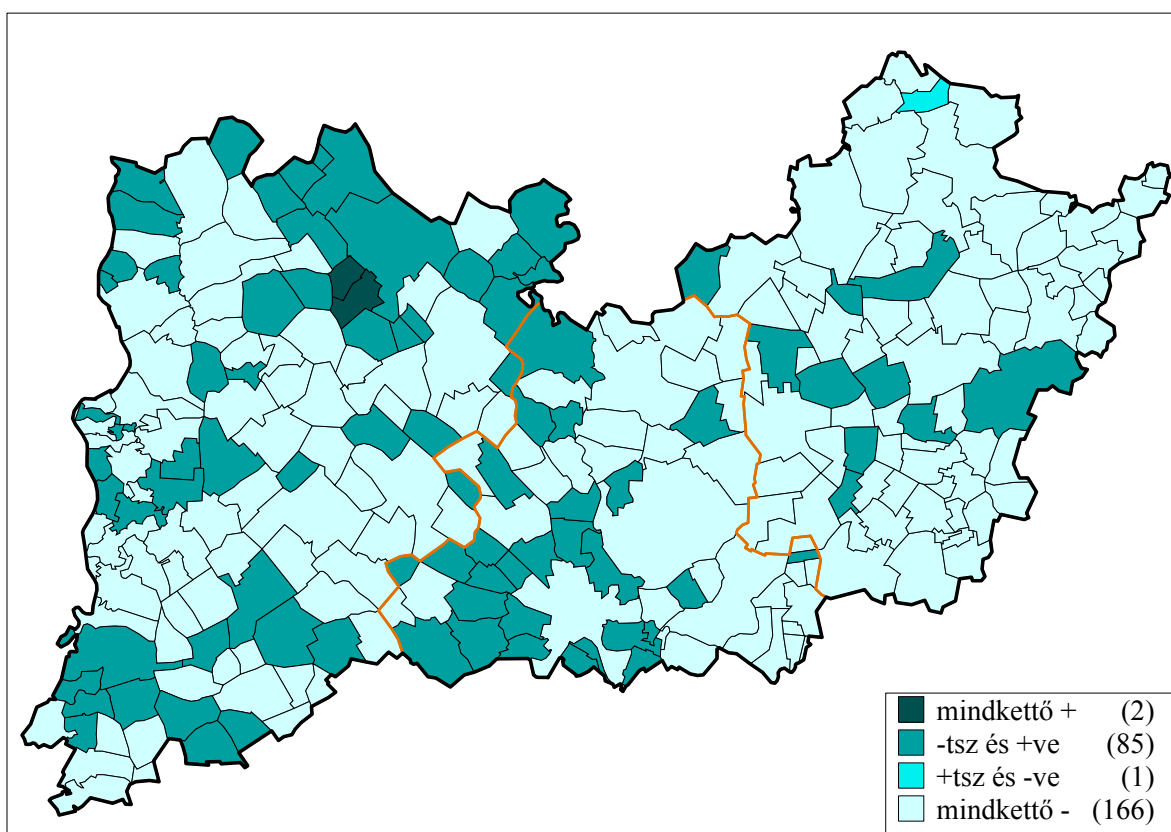 mindkettő + (2)
-tsz és +ve (85)
+tsz és -ve (1)
mindkettő - (166)